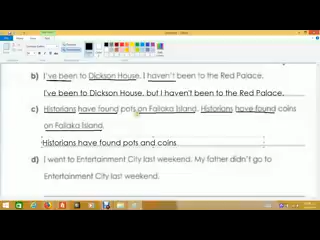 b) I've been to Dickson House. I haven't been to the Red Palace.
I've been to Dickson House, but I haven't been to the Red Palace.
c) Historians have found pots on Failaka Island. Historians have found coins
on Failaka Island.
Historians have found pots and coins
d) I went to Entertainment City last weekend. My father didn't go to
Entertainment City last weekend.